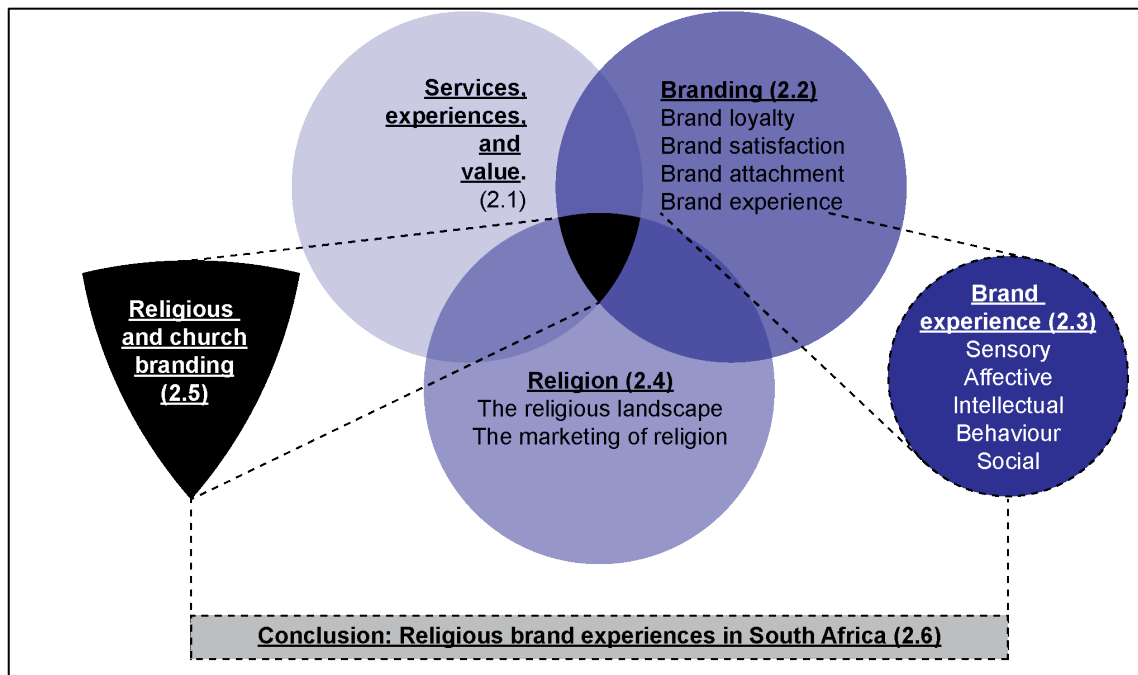 Services,
experiences,
and
value.
(2.1)
Branding (2.2)
Brand loyalty
Brand satisfaction
Brand attachment
Brand experience
Religious
and church
branding
(2.5)
Religion (2.4)
The religious landscape
The marketing of religion
Brand
experience (2.3)
Sensory
Affective
Intellectual
Behaviour
Social
Conclusion: Religious brand experiences in South Africa (2.6)